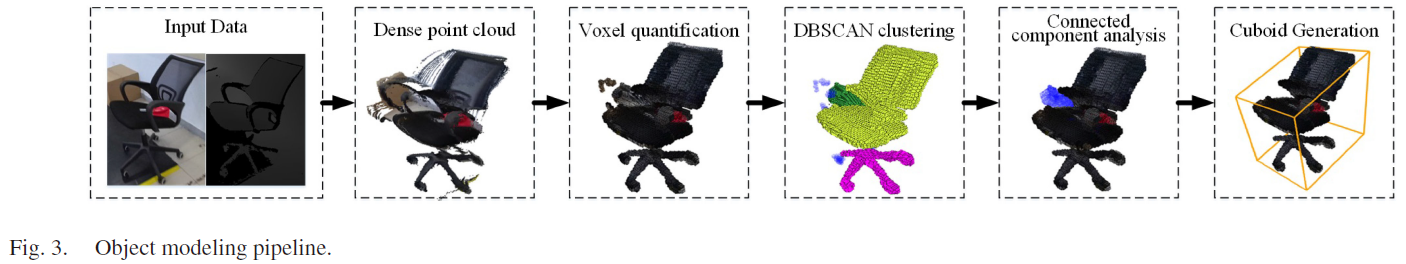 Input Data
Dense point cloud
Voxel quantification
DBSCAN clustering
Connected
component analysis
Cuboid Generation
Fig. 3. Object modeling pipeline.